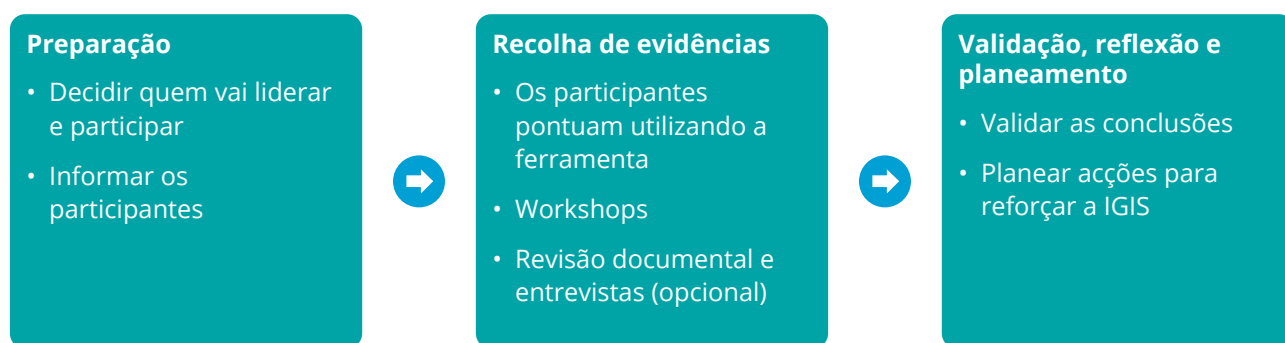 Preparação
• Decidir quem vai liderar
e participar
• Informar os
participantes
Recolha de evidências
• Os participantes
pontuam utilizando a
ferramenta
• Workshops
• Revisão documental e
entrevistas (opcional)
Validação, reflexão e
planeamento
• Validar as conclusões
• Planear acções para
reforçar a IGIS